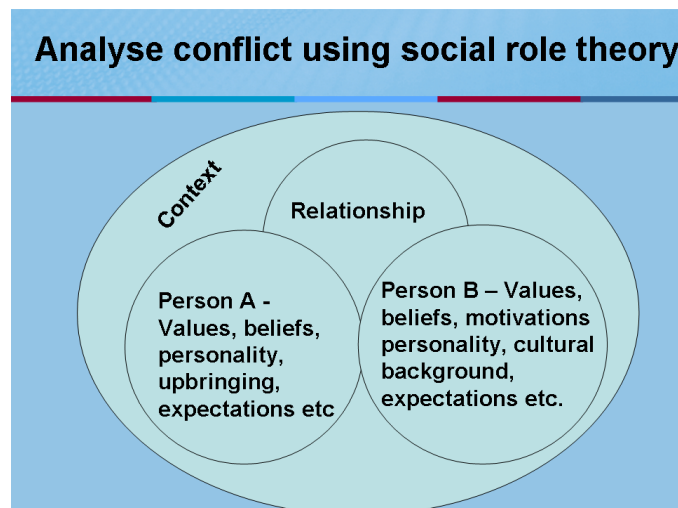 Analyse conflict using social role theory
Context
Relationship
Person A -
Values, beliefs,
personality,
upbringing,
expectations etc
Person B – Values,
beliefs, motivations
personality, cultural
background,
expectations etc.